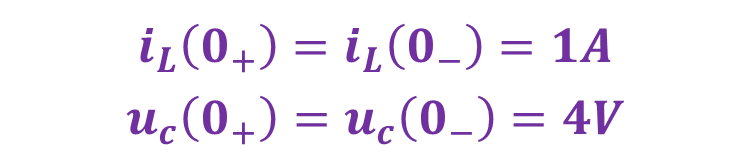 i_L(0_+) = i_L(0_−) = 1A
u_c(0_+) = u_c(0_−) = 4V